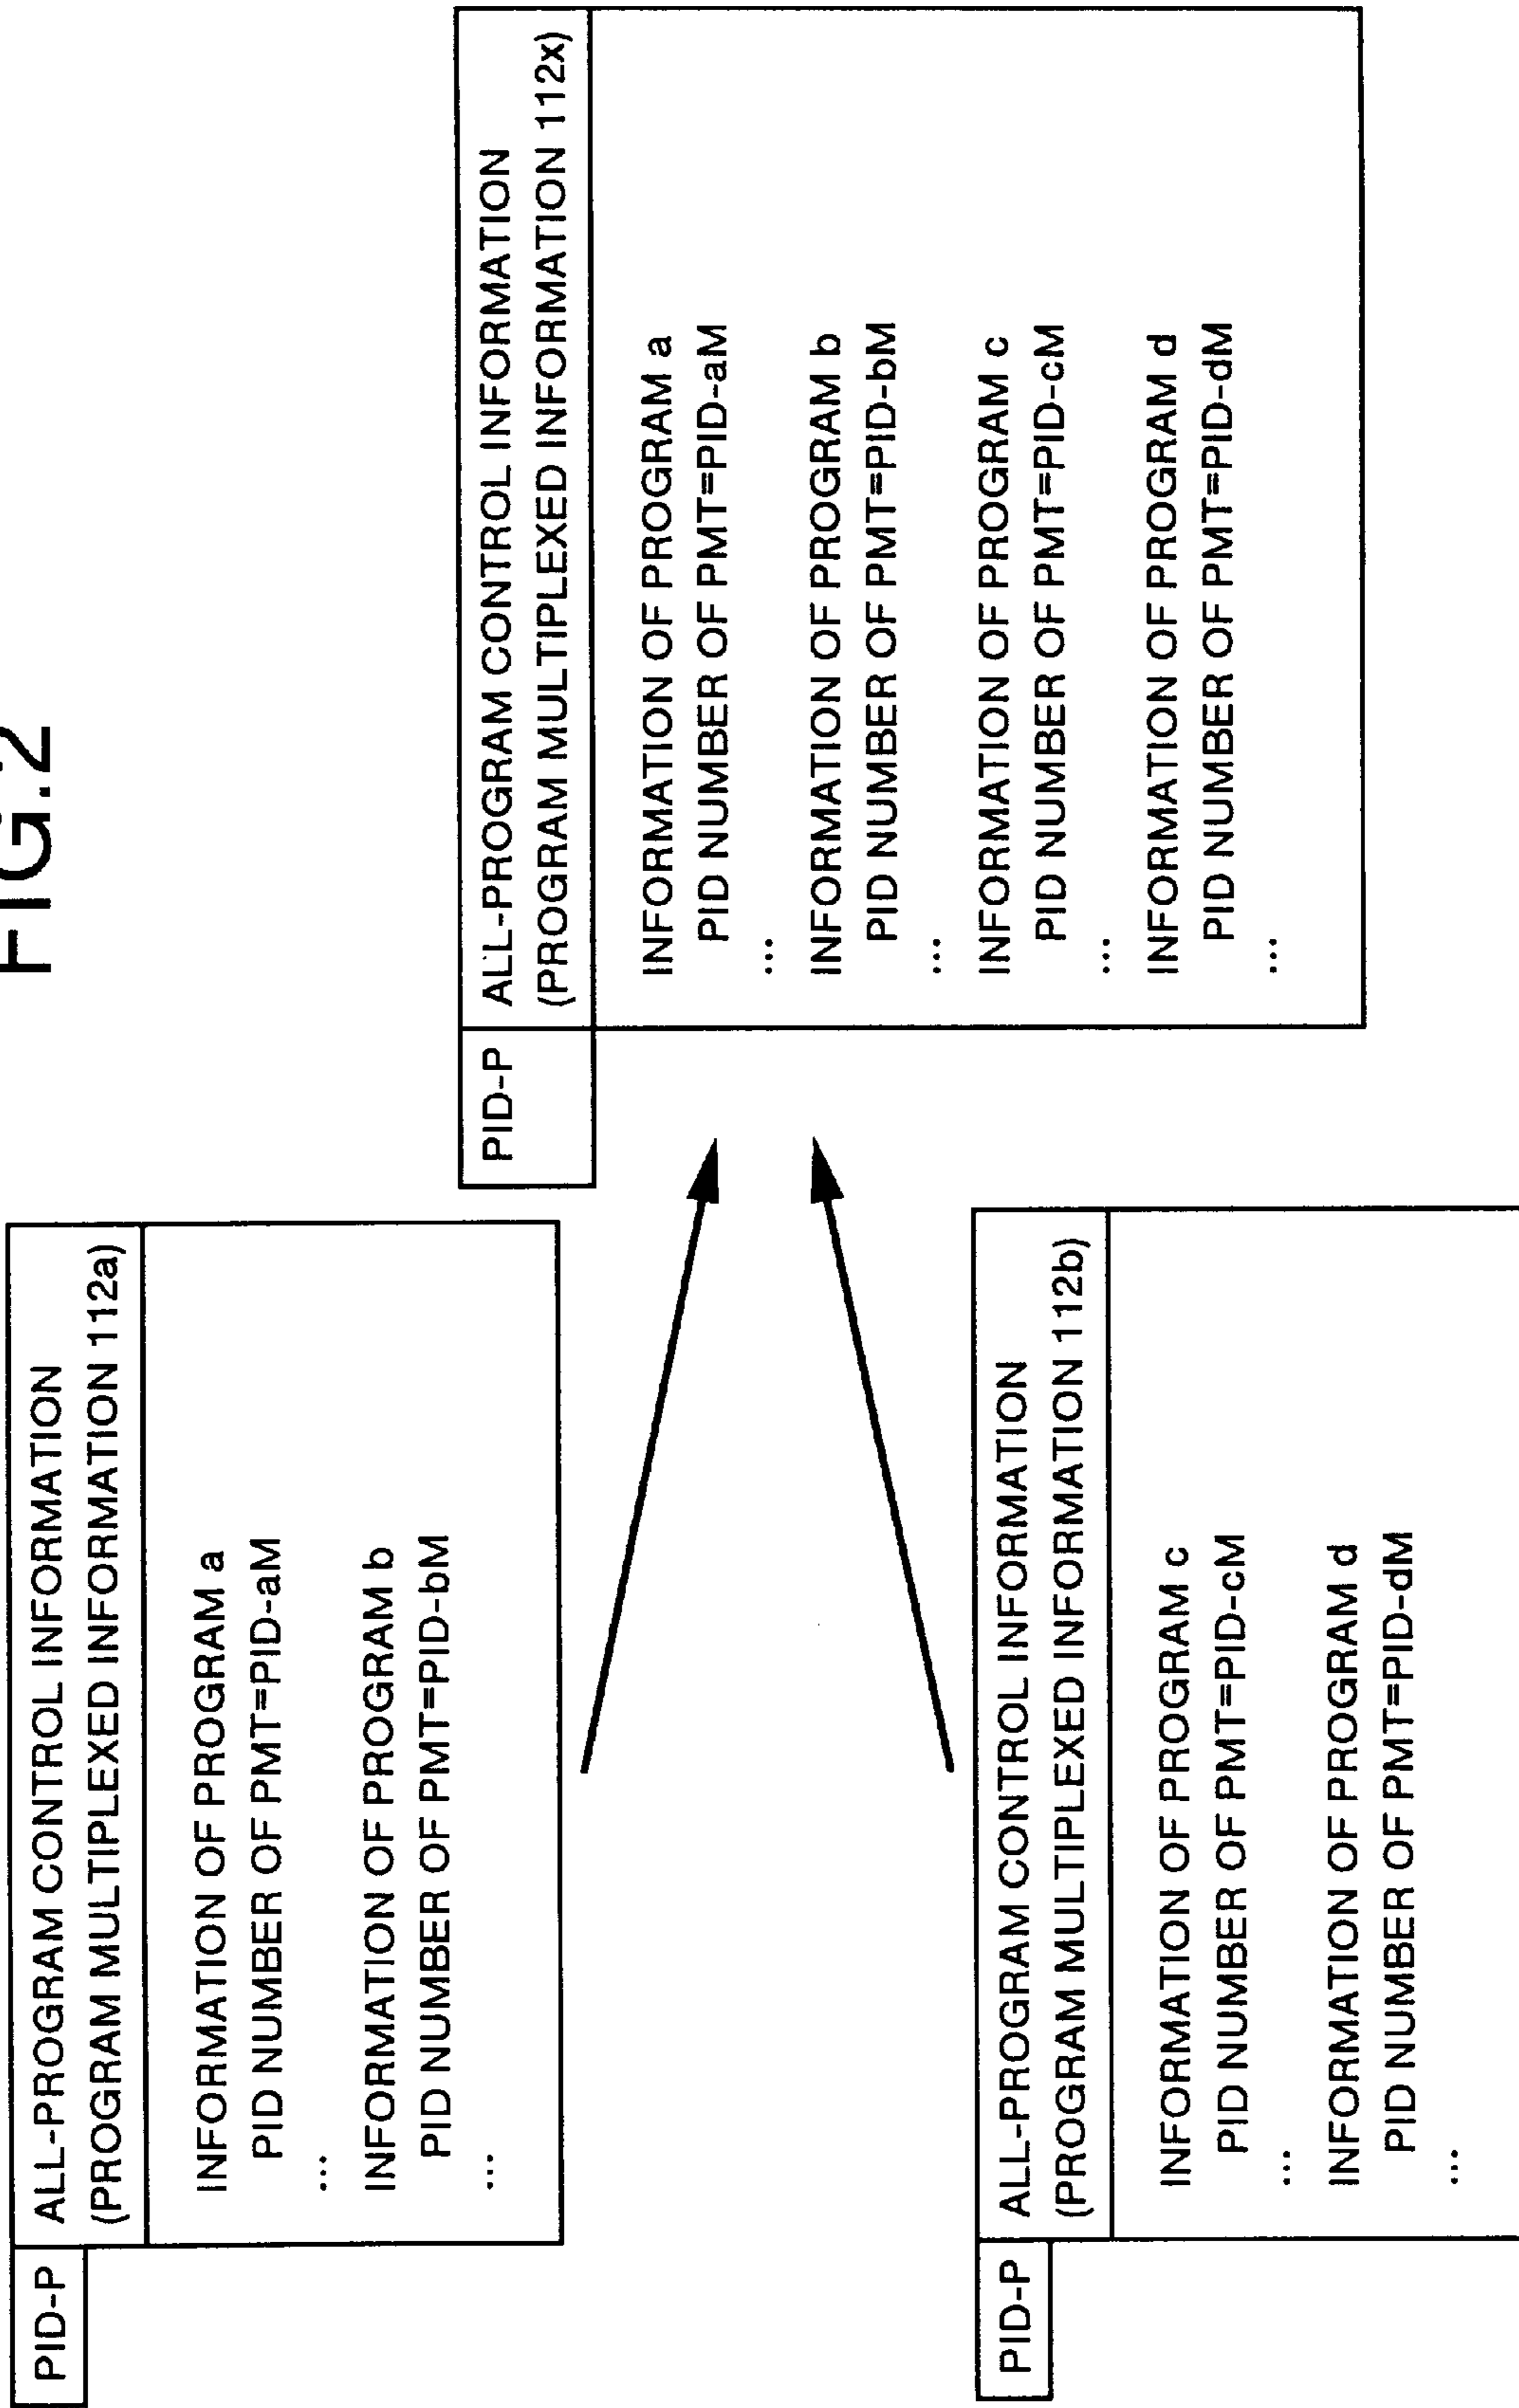 FIG.2
PID-P
ALL-PROGRAM CONTROL INFORMATION
(PROGRAM MULTIPLEXED INFORMATION 112a)
INFORMATION OF PROGRAM a
PID NUMBER OF PMT=PID-aM
...
INFORMATION OF PROGRAM b
PID NUMBER OF PMT=PID-bM
...
PID-P
ALL-PROGRAM CONTROL INFORMATION
(PROGRAM MULTIPLEXED INFORMATION 112b)
INFORMATION OF PROGRAM c
PID NUMBER OF PMT=PID-cM
...
INFORMATION OF PROGRAM d
PID NUMBER OF PMT=PID-dM
...
PID-P
ALL-PROGRAM CONTROL INFORMATION
(PROGRAM MULTIPLEXED INFORMATION 112x)
INFORMATION OF PROGRAM a
PID NUMBER OF PMT=PID-aM
...
INFORMATION OF PROGRAM b
PID NUMBER OF PMT=PID-bM
...
INFORMATION OF PROGRAM c
PID NUMBER OF PMT=PID-cM
...
INFORMATION OF PROGRAM d
PID NUMBER OF PMT=PID-dM
...